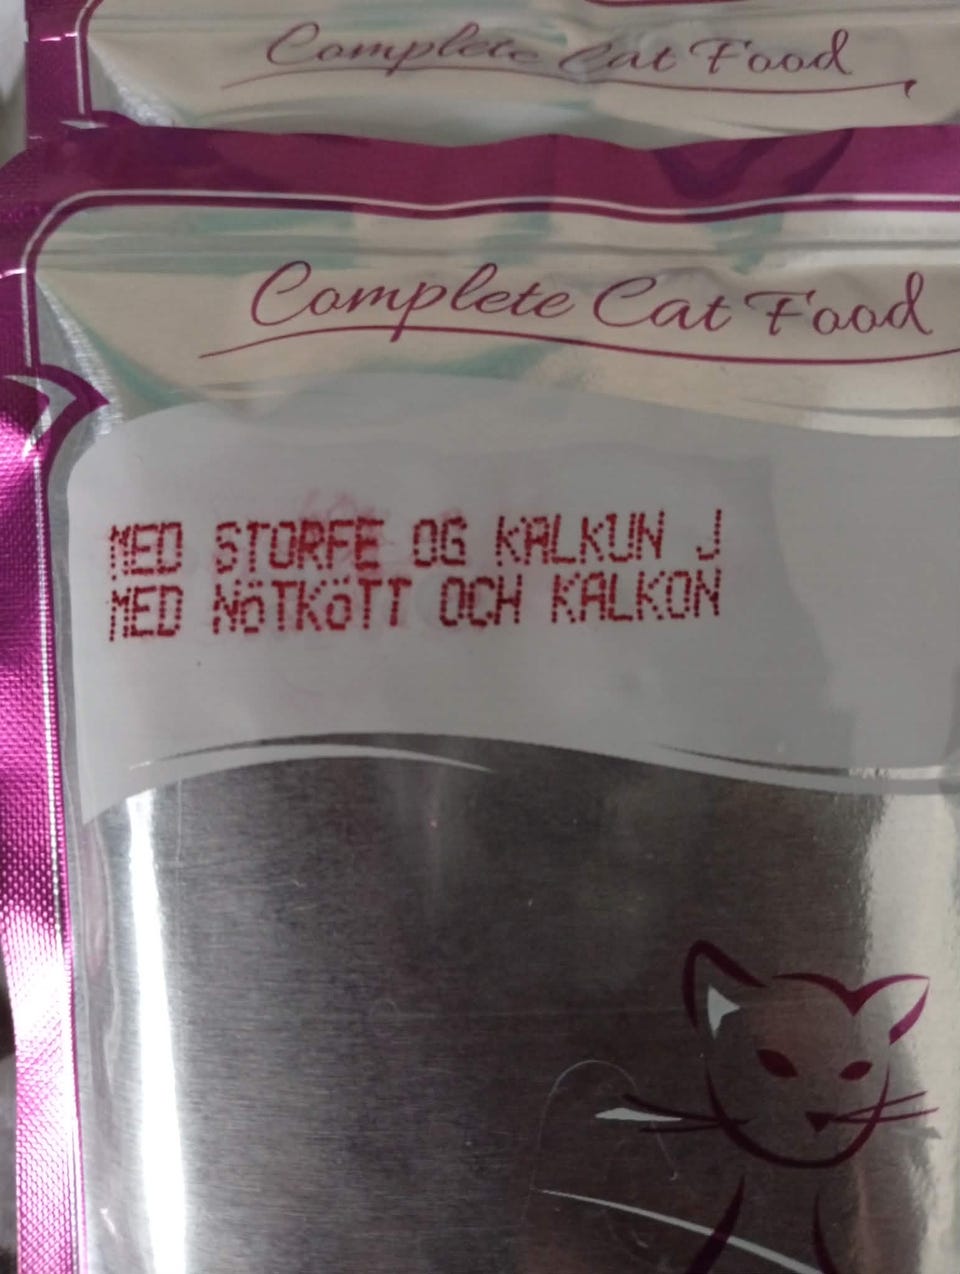 Complete Cat Food
Complete Cat Food
MED STORFE OG KALKUN J
MED NöTKöTT OCH KALKON